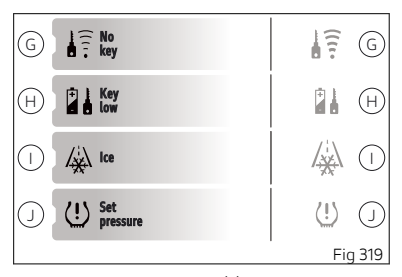 G No G
key
H Key H
low
I Ice I
J Set J
pressure
Fig 319